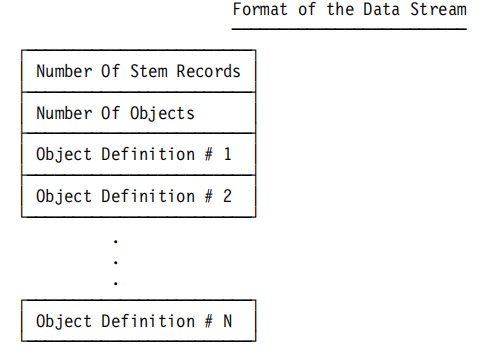 Format of the Data Stream
Number Of Stem Records
Number Of Objects
Object Definition # 1
Object Definition # 2
.
.
.
Object Definition # N